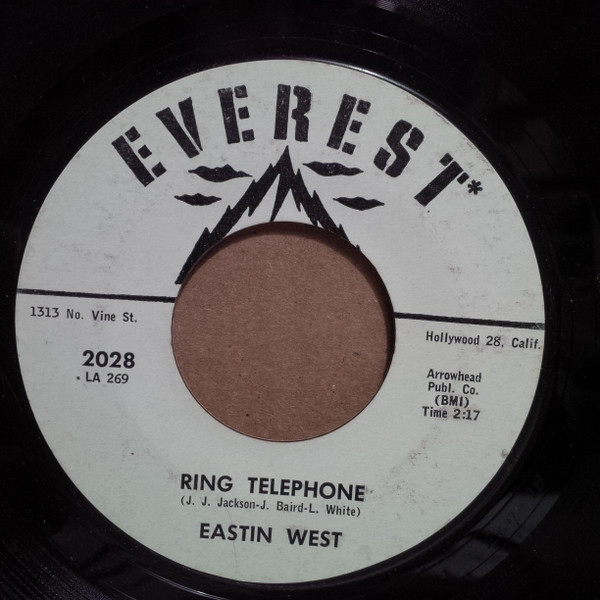 EVEREST*
1313 No. Vine St.
Hollywood 28, Calif.
2028
LA 269
Arrowhead
Publ. Co.
(BMI)
Time 2:17
RING TELEPHONE
(J. J. Jackson-J. Baird-L. White)
EASTIN WEST